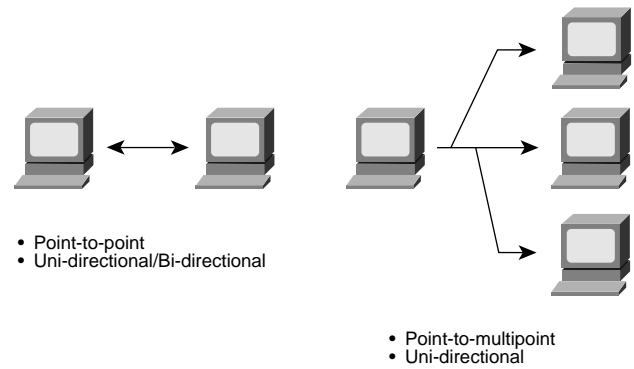 • Point-to-point
• Uni-directional/Bi-directional
• Point-to-multipoint
• Uni-directional